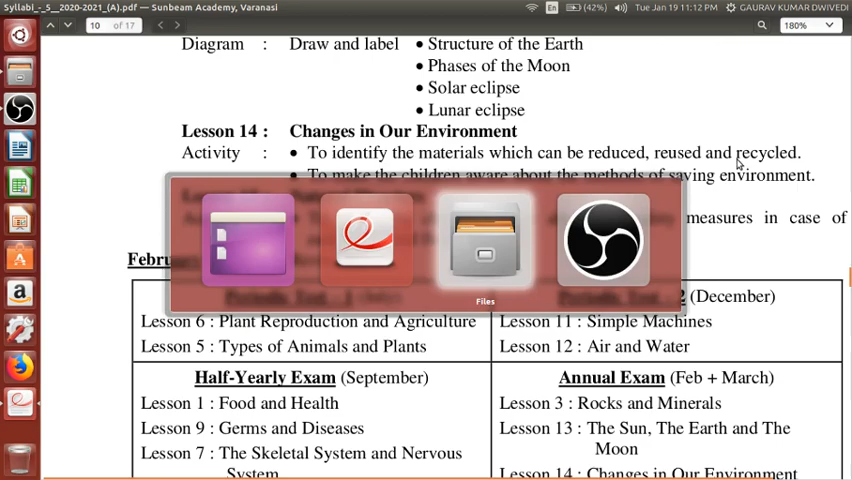 Syllabi_-_5__2020-2021_(A).pdf — Sunbeam Academy, Varanasi
En (42%) Tue Jan 19 11:12 PM GAURAV KUMAR DWIVEDI
10 of 17 180%
Diagram : Draw and label • Structure of the Earth
• Phases of the Moon
• Solar eclipse
• Lunar eclipse
Lesson 14 : Changes in Our Environment
Activity : • To identify the materials which can be reduced, reused and recycled.
• To make the children aware about the methods of saving environment.
measures in case of
Files
Periodic Test - 2 (December)
Lesson 6 : Plant Reproduction and Agriculture
Lesson 5 : Types of Animals and Plants
Lesson 11 : Simple Machines
Lesson 12 : Air and Water
Half-Yearly Exam (September)
Lesson 1 : Food and Health
Lesson 9 : Germs and Diseases
Lesson 7 : The Skeletal System and Nervous
System
Annual Exam (Feb + March)
Lesson 3 : Rocks and Minerals
Lesson 13 : The Sun, The Earth and The
Moon
Lesson 14 : Changes in Our Environment